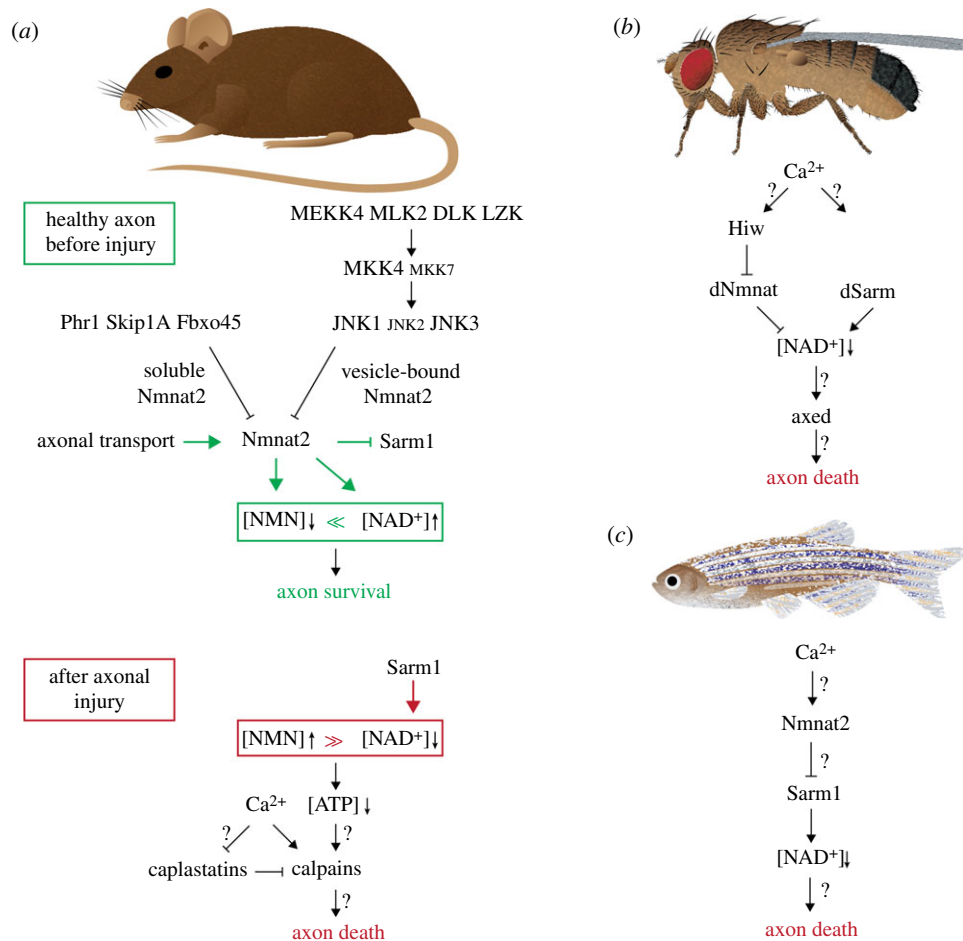 (a)
healthy axon
before injury
MEKK4 MLK2 DLK LZK
MKK4 MKK7
Phr1 Skip1A Fbxo45
JNK1 JNK2 JNK3
soluble
Nmnat2
vesicle-bound
Nmnat2
axonal transport
Nmnat2
Sarm1
[NMN]↓ ≪ [NAD⁺]↑
axon survival
after axonal
injury
Sarm1
[NMN]↑ ≫ [NAD⁺]↓
Ca²⁺ [ATP]↓
? ?
caplastatins calpains
?
axon death
(b)
Ca²⁺
? ?
Hiw
dNmnat dSarm
[NAD⁺]↓
?
axed
?
axon death
(c)
Ca²⁺
?
Nmnat2
?
Sarm1
[NAD⁺]↓
?
axon death